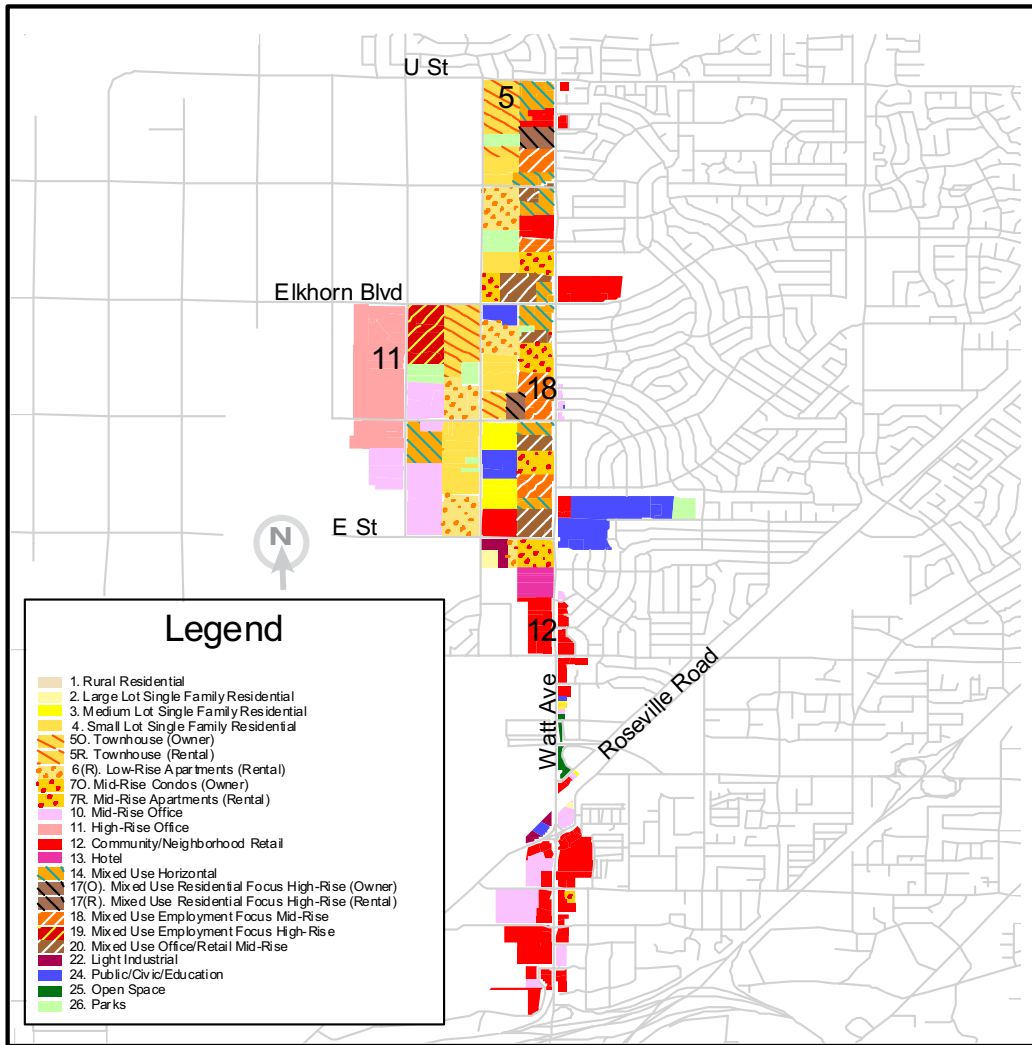 U St
5
Elkhorn Blvd
11
18
E St
N
12
Watt Ave
Roseville Road
Legend
1. Rural Residential
2. Large Lot Single Family Residential
3. Medium Lot Single Family Residential
4. Small Lot Single Family Residential
5O. Townhouse (Owner)
5R. Townhouse (Rental)
6(R). Low-Rise Apartments (Rental)
7O. Mid-Rise Condos (Owner)
7R. Mid-Rise Apartments (Rental)
10. Mid-Rise Office
11. High-Rise Office
12. Community/Neighborhood Retail
13. Hotel
14. Mixed Use Horizontal
17(O). Mixed Use Residential Focus High-Rise (Owner)
17(R). Mixed Use Residential Focus High-Rise (Rental)
18. Mixed Use Employment Focus Mid-Rise
19. Mixed Use Employment Focus High-Rise
20. Mixed Use Office/Retail Mid-Rise
22. Light Industrial
24. Public/Civic/Education
25. Open Space
26. Parks